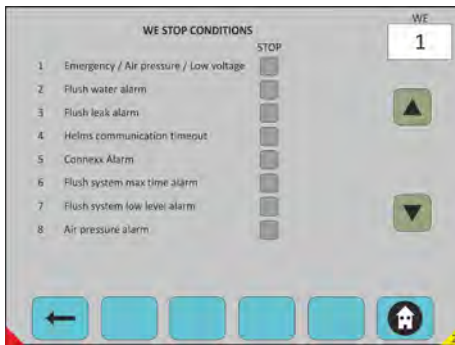 WE STOP CONDITIONS
WE
1
STOP
1 Emergency / Air pressure / Low voltage
2 Flush water alarm
3 Flush leak alarm
4 Helms communication timeout
5 Connexx Alarm
6 Flush system max time alarm
7 Flush system low level alarm
8 Air pressure alarm